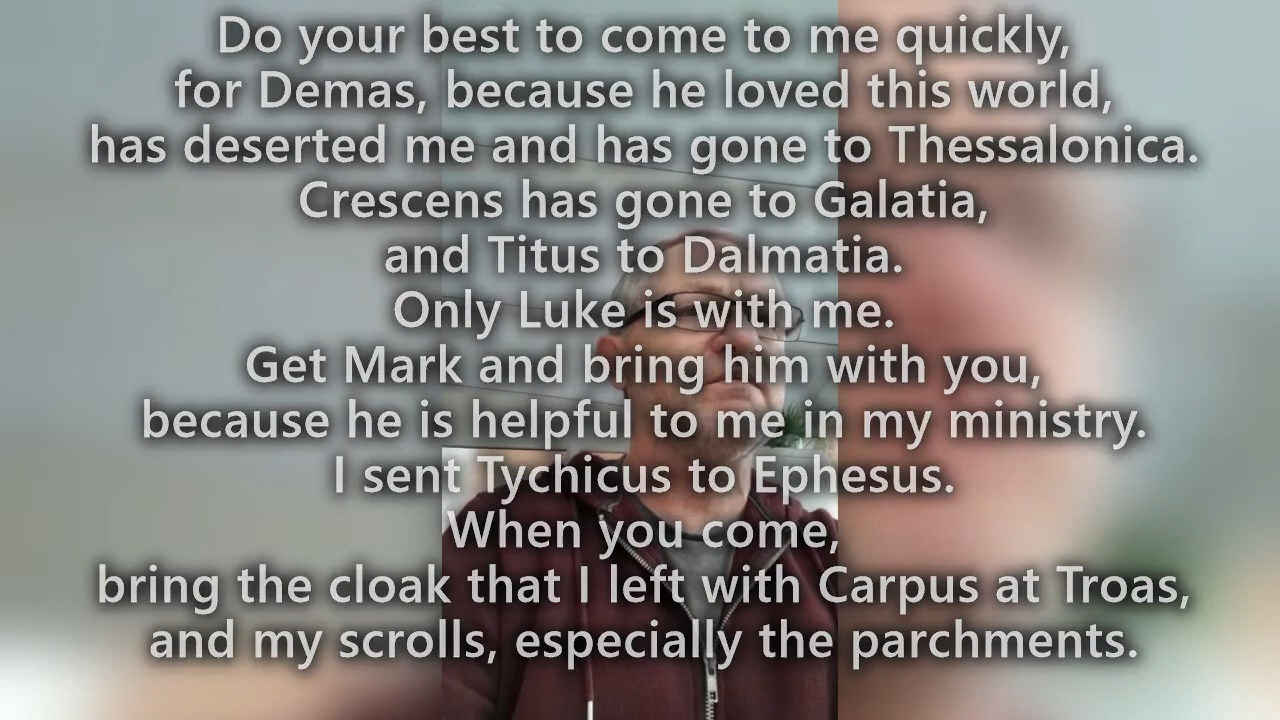 Do your best to come to me quickly,
for Demas, because he loved this world,
has deserted me and has gone to Thessalonica.
Crescens has gone to Galatia,
and Titus to Dalmatia.
Only Luke is with me.
Get Mark and bring him with you,
because he is helpful to me in my ministry.
I sent Tychicus to Ephesus.
When you come,
bring the cloak that I left with Carpus at Troas,
and my scrolls, especially the parchments.